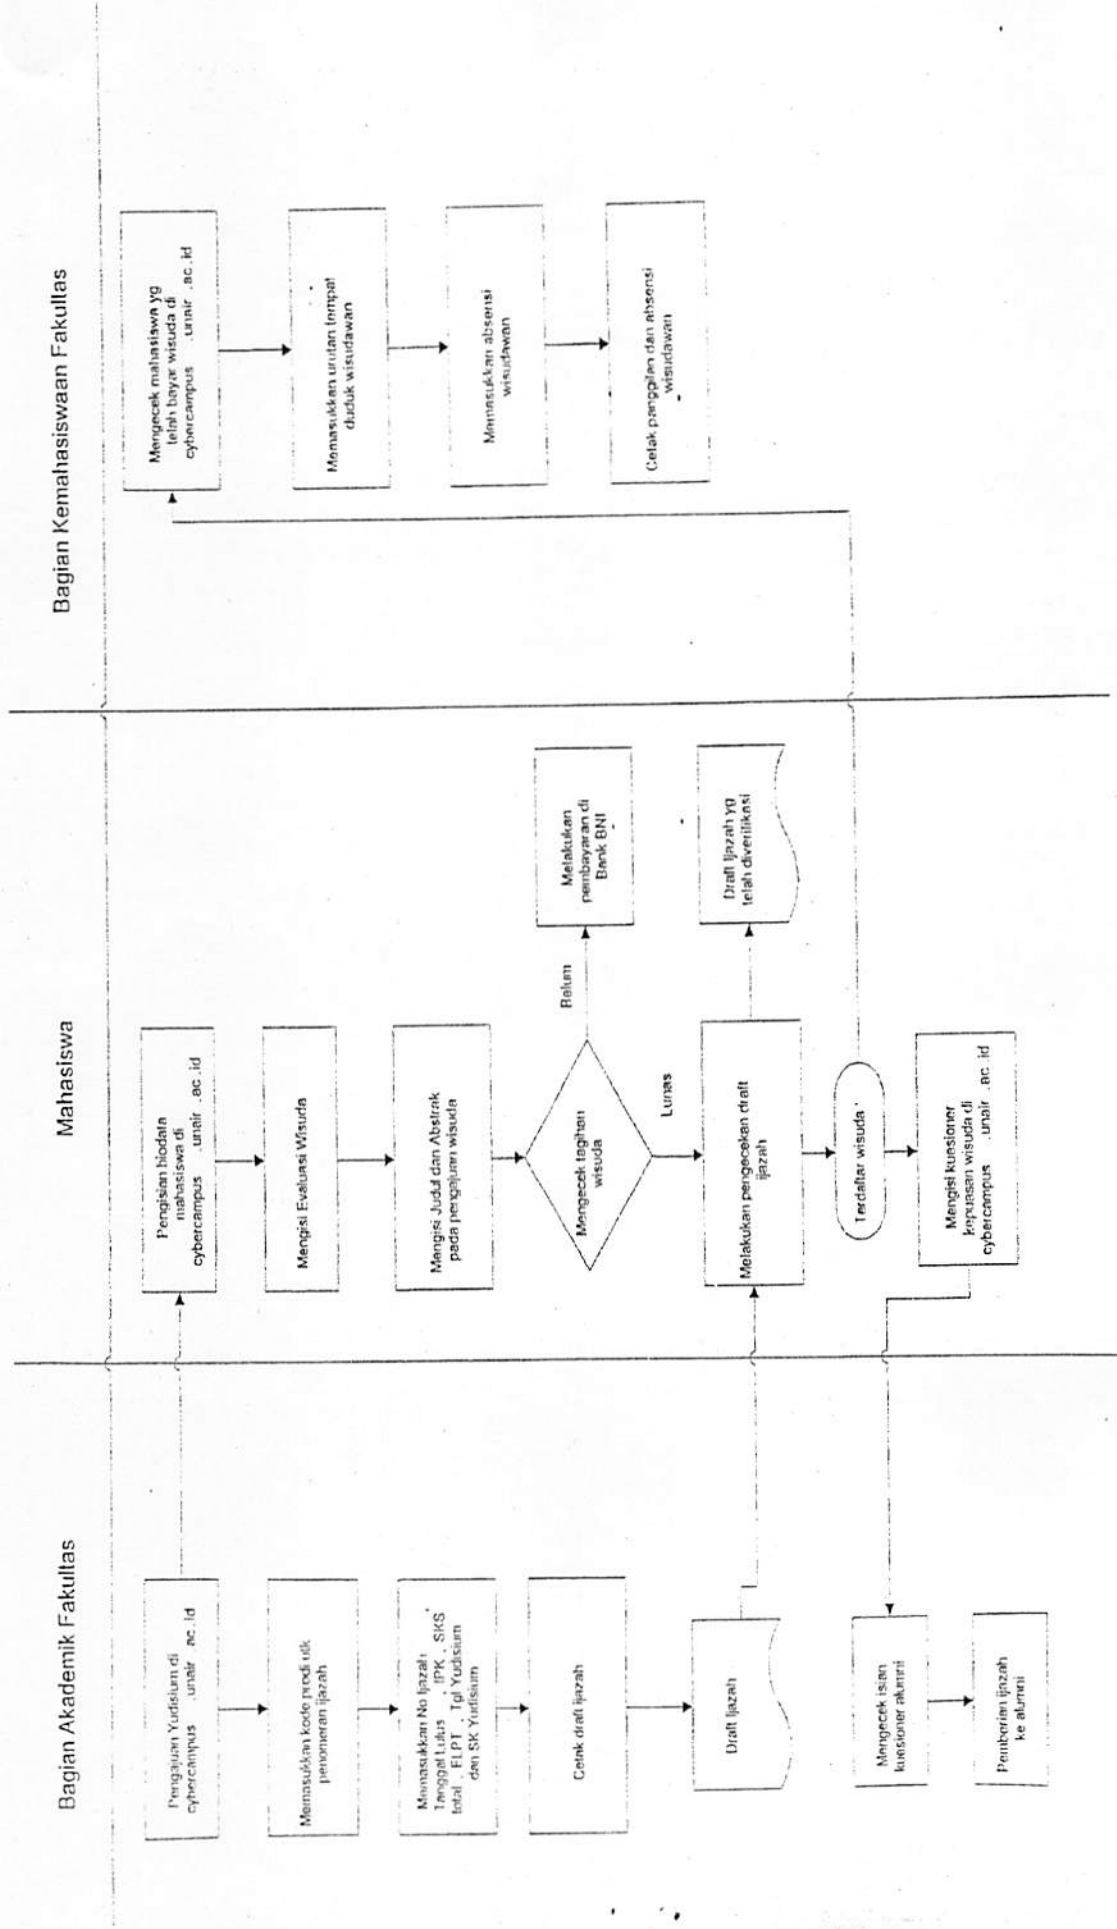 Bagian Akademik Fakultas
Pengajuan Yudisium di
cybercampus .unair .ac.id
Memasukkan kode prodi utk
penomeran ijazah
Memasukkan No Ijazah
Tanggal Lulus , IPK , SKS
total , ELPT , Tgl Yudisium
dan SK Yudisium
Cetak draft ijazah
Draft Ijazah
Mengecek isian
kuesioner alumni
Pemberian ijazah
ke alumni
Mahasiswa
Pengisian biodata
mahasiswa di
cybercampus .unair .ac.id
Mengisi Evaluasi Wisuda
Mengisi Judul dan Abstrak
pada pengajuan wisuda
Mengecek tagihan
wisuda
Belum
Melakukan
pembayaran di
Bank BNI
Lunas
Melakukan pengecekan draft
ijazah
Draft Ijazah yg
telah diverifikasi
Terdaftar wisuda
Mengisi kuesioner
kepuasan wisuda di
cybercampus .unair .ac.id
Bagian Kemahasiswaan Fakultas
Mengecek mahasiswa yg
telah bayar wisuda di
cybercampus .unair .ac.id
Memasukkan urutan tempat
duduk wisudawan
Memasukkan absensi
wisudawan
Cetak panggilan dan absensi
wisudawan